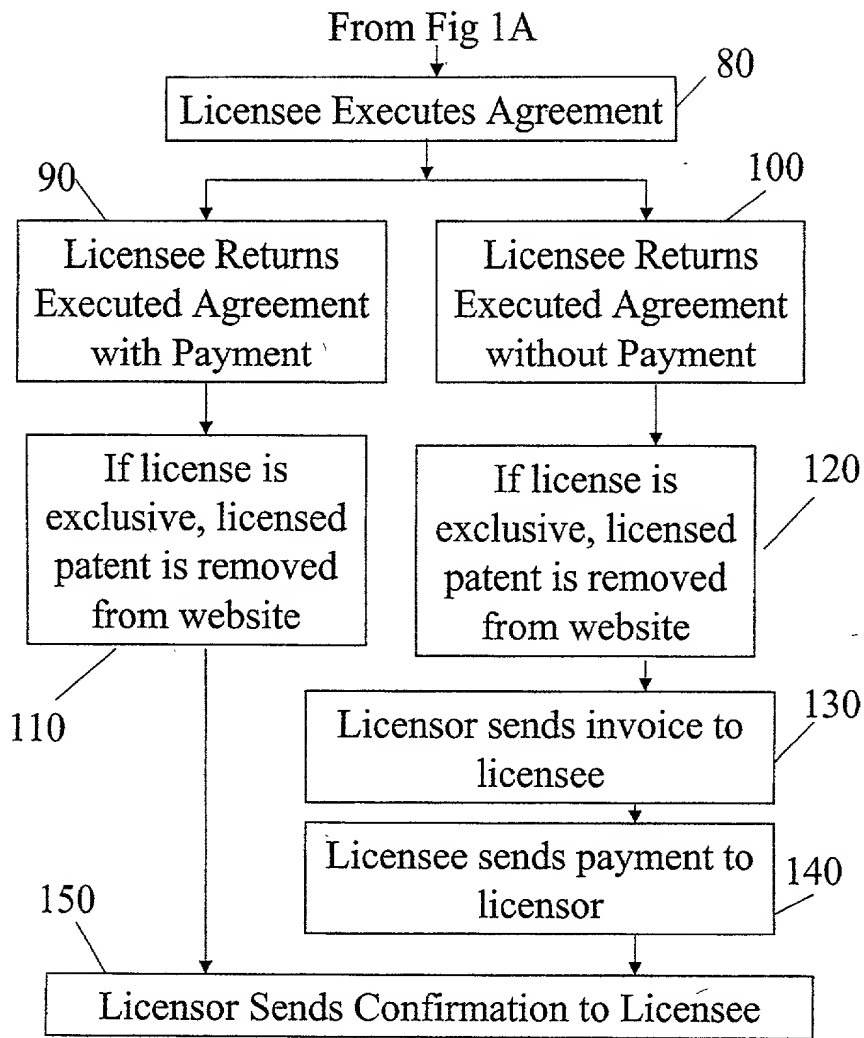 From Fig 1A
80
Licensee Executes Agreement
90
100
Licensee Returns
Executed Agreement
with Payment
Licensee Returns
Executed Agreement
without Payment
If license is
exclusive, licensed
patent is removed
from website
110
If license is
exclusive, licensed
patent is removed
from website
120
Licensor sends invoice to
licensee
130
Licensee sends payment to
licensor
140
150
Licensor Sends Confirmation to Licensee